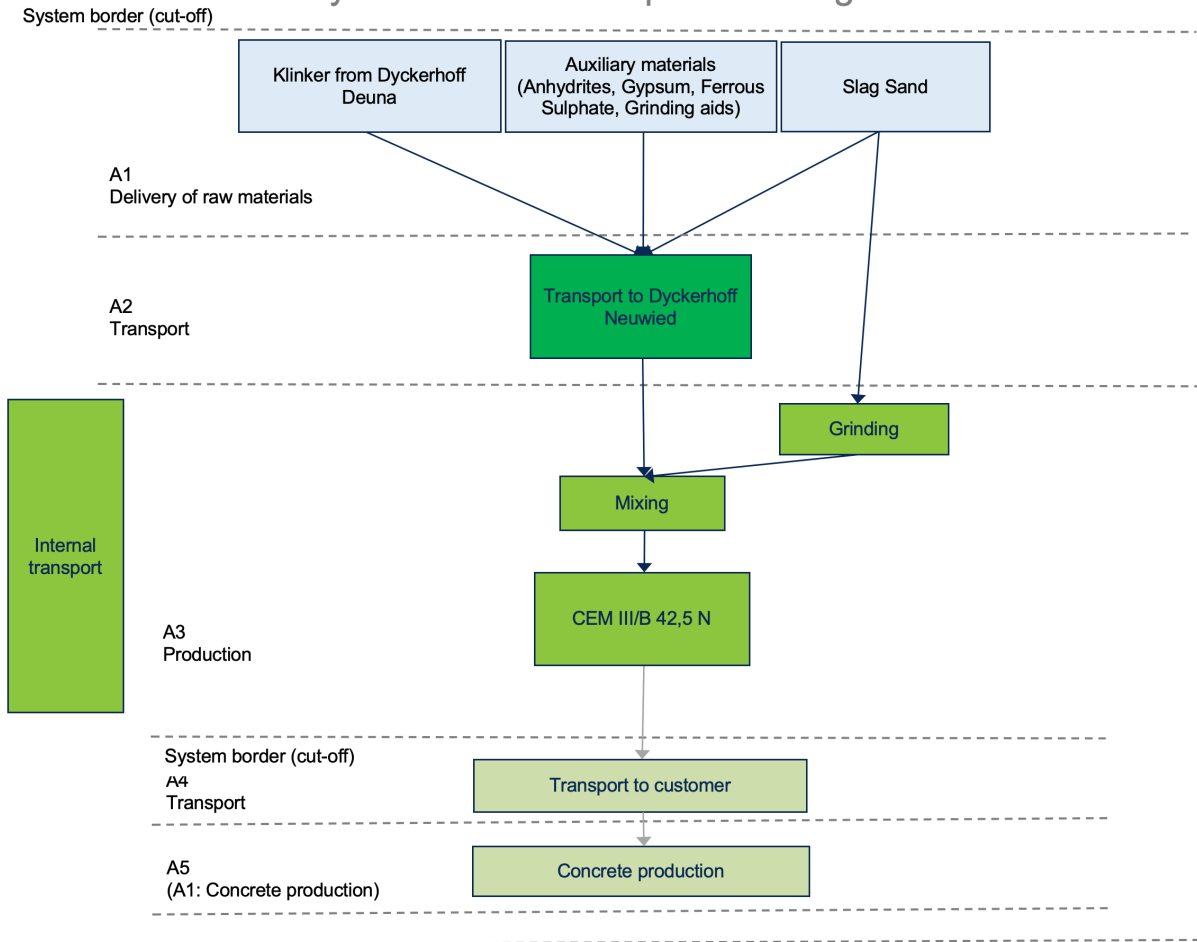 System border (cut-off)
Klinker from Dyckerhoff
Deuna
Auxiliary materials
(Anhydrites, Gypsum, Ferrous
Sulphate, Grinding aids)
Slag Sand
A1
Delivery of raw materials
A2
Transport
Transport to Dyckerhoff
Neuwied
Grinding
Mixing
Internal
transport
CEM III/B 42,5 N
A3
Production
System border (cut-off)
A4
Transport
Transport to customer
A5
(A1: Concrete production)
Concrete production